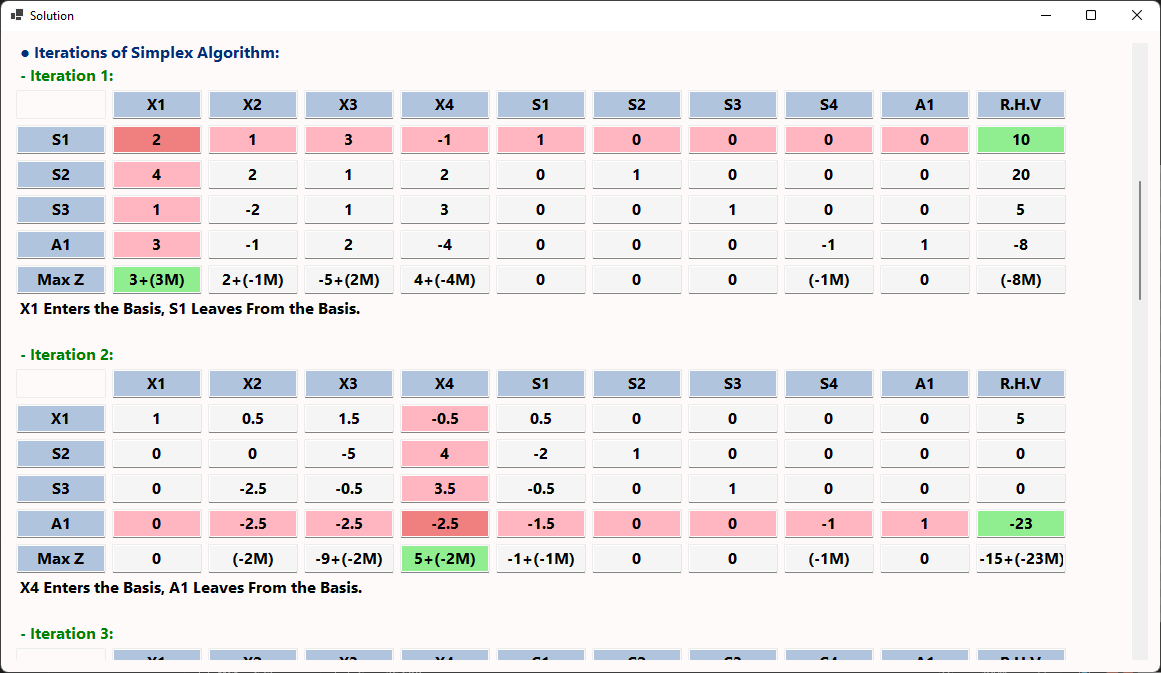 Solution
● Iterations of Simplex Algorithm:
- Iteration 1:
X1 X2 X3 X4 S1 S2 S3 S4 A1 R.H.V
S1 2 1 3 -1 1 0 0 0 0 10
S2 4 2 1 2 0 1 0 0 0 20
S3 1 -2 1 3 0 0 1 0 0 5
A1 3 -1 2 -4 0 0 0 -1 1 -8
Max Z 3+(3M) 2+(-1M) -5+(2M) 4+(-4M) 0 0 0 (-1M) 0 (-8M)
X1 Enters the Basis, S1 Leaves From the Basis.
- Iteration 2:
X1 X2 X3 X4 S1 S2 S3 S4 A1 R.H.V
X1 1 0.5 1.5 -0.5 0.5 0 0 0 0 5
S2 0 0 -5 4 -2 1 0 0 0 0
S3 0 -2.5 -0.5 3.5 -0.5 0 1 0 0 0
A1 0 -2.5 -2.5 -2.5 -1.5 0 0 -1 1 -23
Max Z 0 (-2M) -9+(-2M) 5+(-2M) -1+(-1M) 0 0 (-1M) 0 -15+(-23M)
X4 Enters the Basis, A1 Leaves From the Basis.
- Iteration 3:
X1 X2 X3 X4 S1 S2 S3 S4 A1 R.H.V